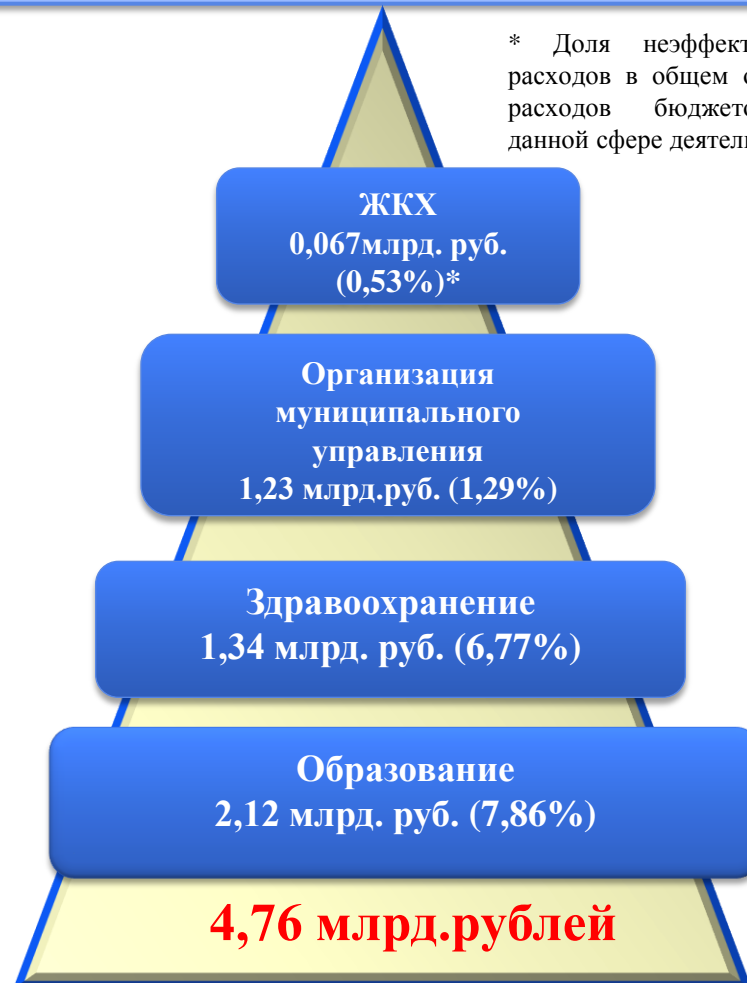 * Доля
расходов в общем
расходов
данной сфере
ЖКХ
0,067млрд. руб.
(0,53%)*
Организация
муниципального
управления
1,23 млрд.руб. (1,29%)
Здравоохранение
1,34 млрд. руб. (6,77%)
Образование
2,12 млрд. руб. (7,86%)
4,76 млрд.рублей